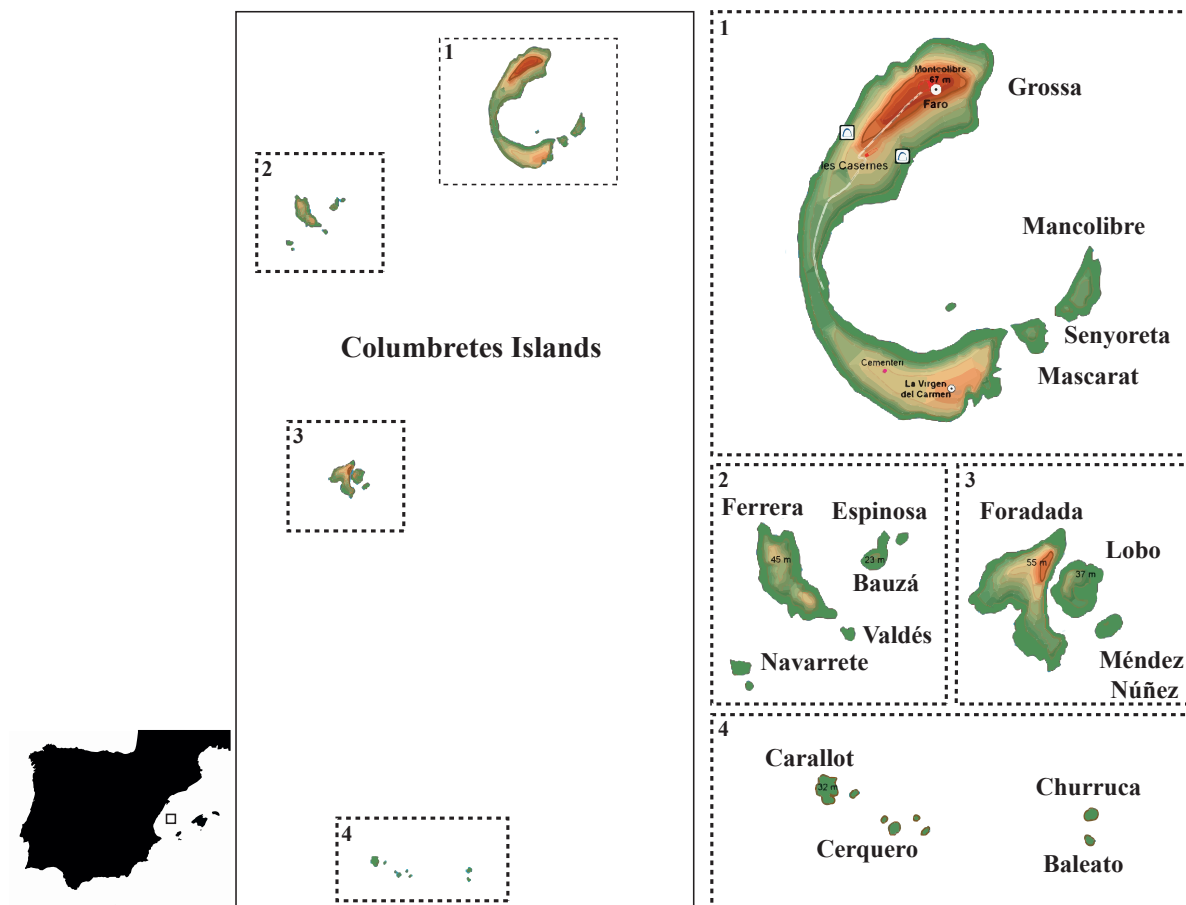 1
2
Columbretes Islands
3
4
1
Montcolibre
67 m
Faro
Grossa
les Casernes
Mancolibre
Senyoreta
Mascarat
Cementeri
La Virgen
del Carmen
2
Ferrera
Espinosa
45 m
23 m
Bauzá
Valdés
Navarrete
3
Foradada
Lobo
55 m
37 m
Méndez
Núñez
4
Carallot
32 m
Churruca
Cerquero
Baleato